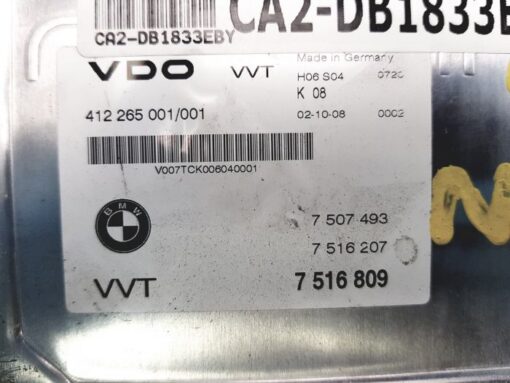 CA2-DB1833E
CA2-DB1833EBY
VDO VVT Made in Germany
H06 S04 0720
K 08
412 265 001/001 02-10-08 0002
V007TCK006040001
BMW
7 507 493
7 516 207
VVT 7 516 809
N